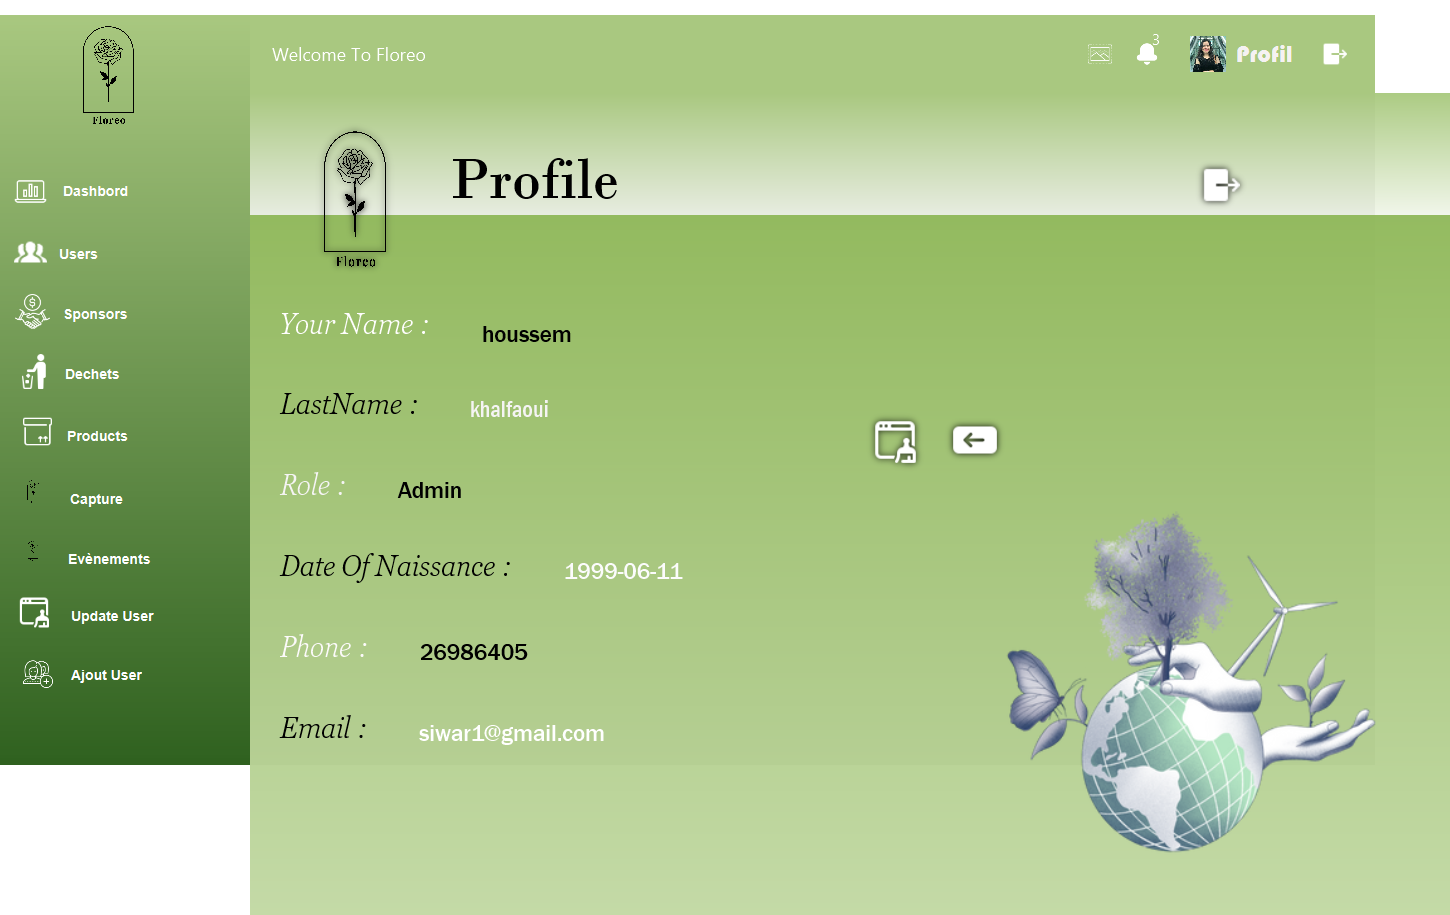 Floreo
Welcome To Floreo
3
Profil
Floreo
Profile
Dashbord
Users
Sponsors
Dechets
Products
Capture
Evènements
Update User
Ajout User
Your Name : houssem
LastName : khalfaoui
Role : Admin
Date Of Naissance : 1999-06-11
Phone : 26986405
Email : siwar1@gmail.com